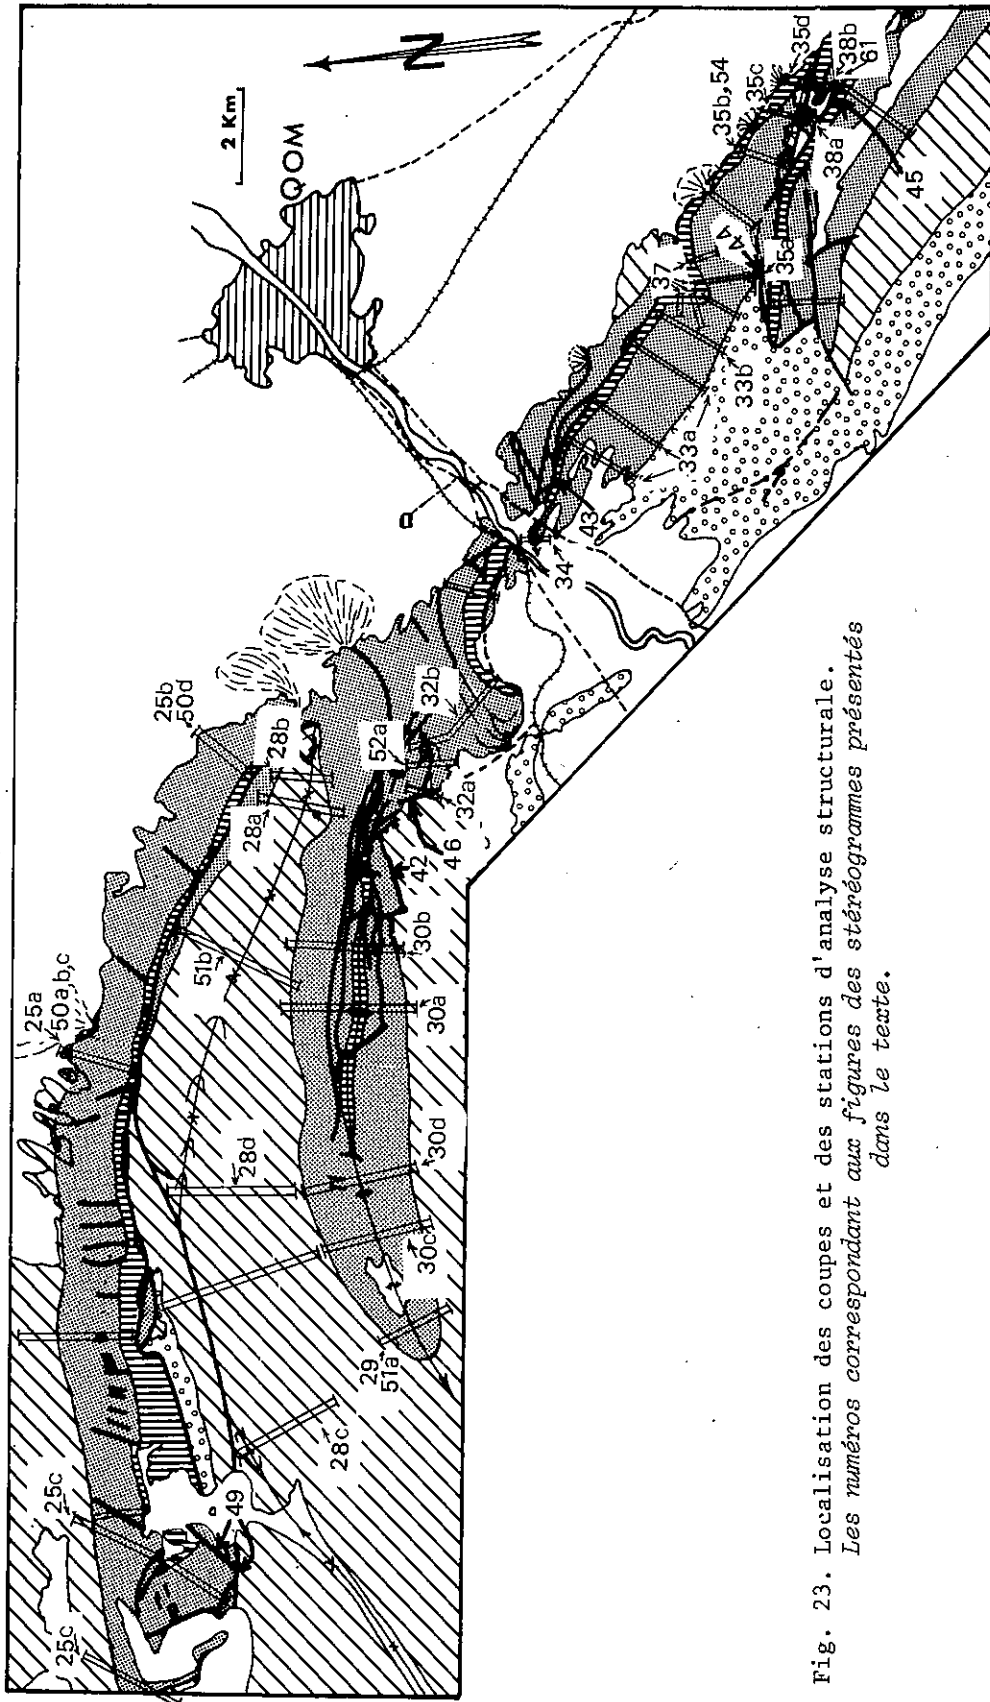 25c
25c
49
28c
29
51a
30c
30d
28d
25a
50a,b,c
51b
30a
30b
42
46
28a
28b
25b
50d
52a
32a
32b
34
43
33a
33b
37
44
35a
35b,54
35c
35d
38a
38b
61
45
QOM
2 Km
N
Fig. 23. Localisation des coupes et des stations d'analyse structurale.
Les numéros correspondant aux figures des stéréogrammes présentés
dans le texte.